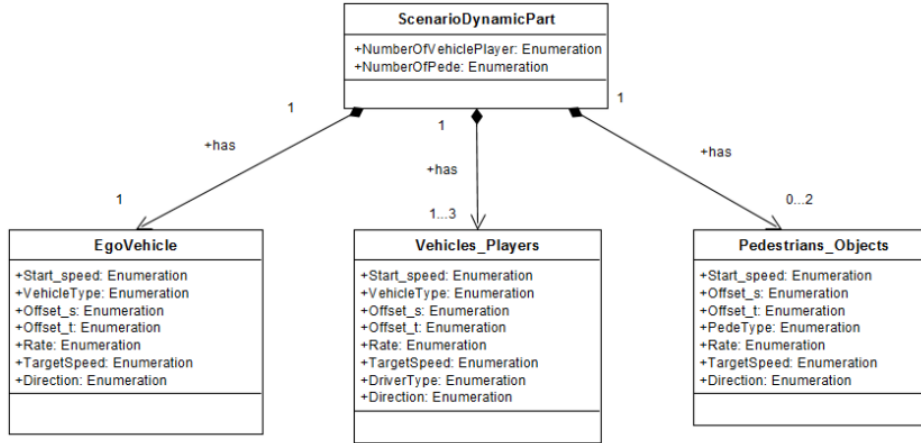 ScenarioDynamicPart
+NumberOfVehiclePlayer: Enumeration
+NumberOfPede: Enumeration
1
1
1
+has
+has
+has
1
1...3
0...2
EgoVehicle
+Start_speed: Enumeration
+VehicleType: Enumeration
+Offset_s: Enumeration
+Offset_t: Enumeration
+Rate: Enumeration
+TargetSpeed: Enumeration
+Direction: Enumeration
Vehicles_Players
+Start_speed: Enumeration
+VehicleType: Enumeration
+Offset_s: Enumeration
+Offset_t: Enumeration
+Rate: Enumeration
+TargetSpeed: Enumeration
+DriverType: Enumeration
+Direction: Enumeration
Pedestrians_Objects
+Start_speed: Enumeration
+Offset_s: Enumeration
+Offset_t: Enumeration
+PedeType: Enumeration
+Rate: Enumeration
+TargetSpeed: Enumeration
+Direction: Enumeration